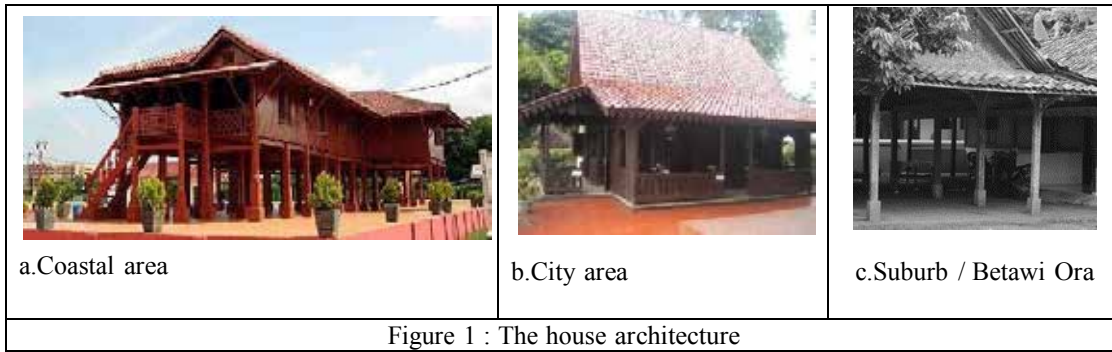 a.Coastal area
b.City area
c.Suburb / Betawi Ora
Figure 1 : The house architecture